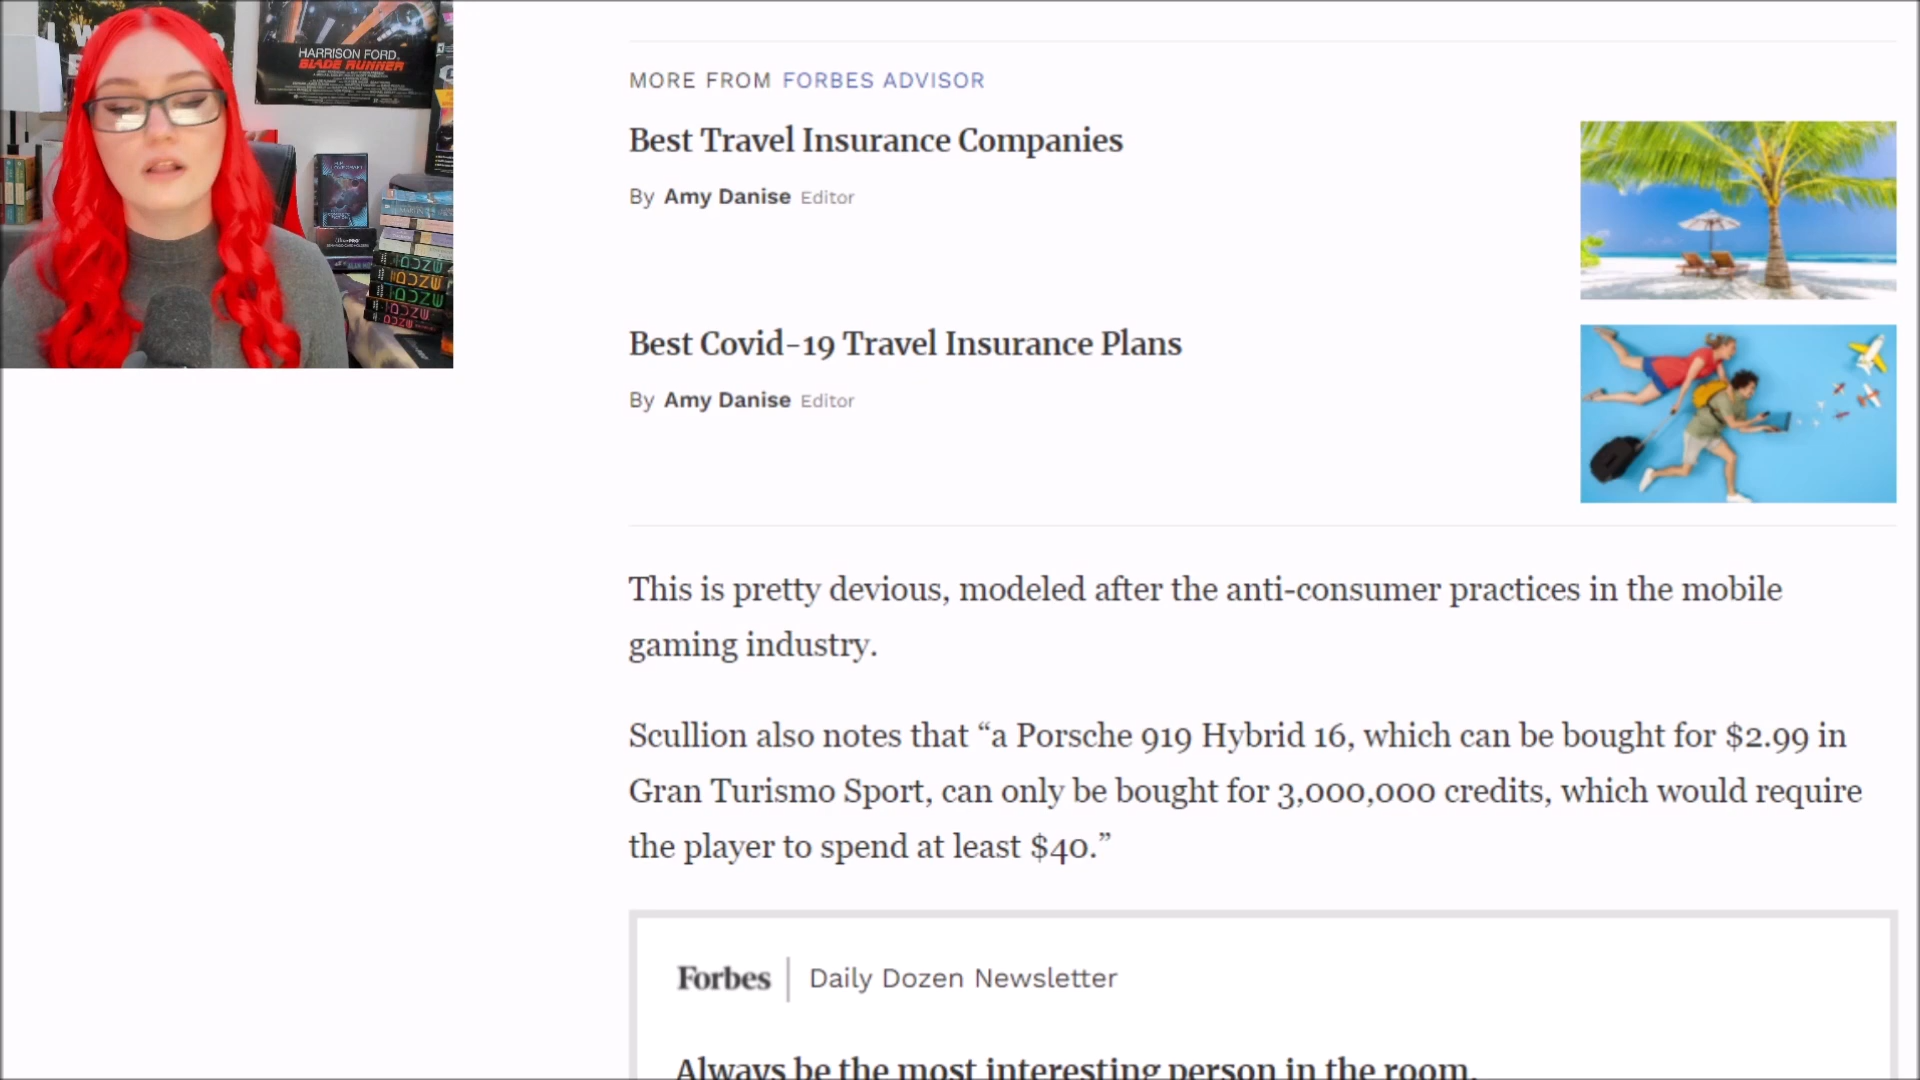 HARRISON FORD
BLADE RUNNER
MORE FROM FORBES ADVISOR
Best Travel Insurance Companies
By Amy Danise Editor
Best Covid-19 Travel Insurance Plans
By Amy Danise Editor
This is pretty devious, modeled after the anti-consumer practices in the mobile
gaming industry.
Scullion also notes that “a Porsche 919 Hybrid 16, which can be bought for $2.99 in
Gran Turismo Sport, can only be bought for 3,000,000 credits, which would require
the player to spend at least $40.”
Forbes | Daily Dozen Newsletter
Always be the most interesting person in the room.